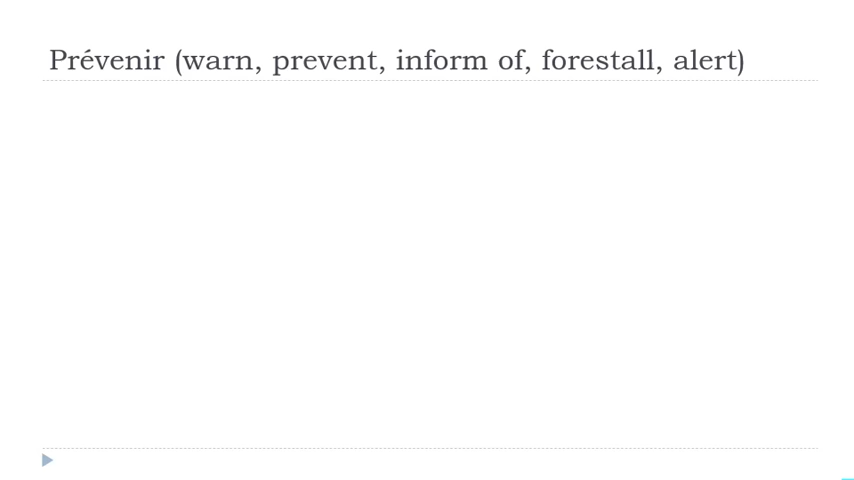 Prévenir (warn, prevent, inform of, forestall, alert)